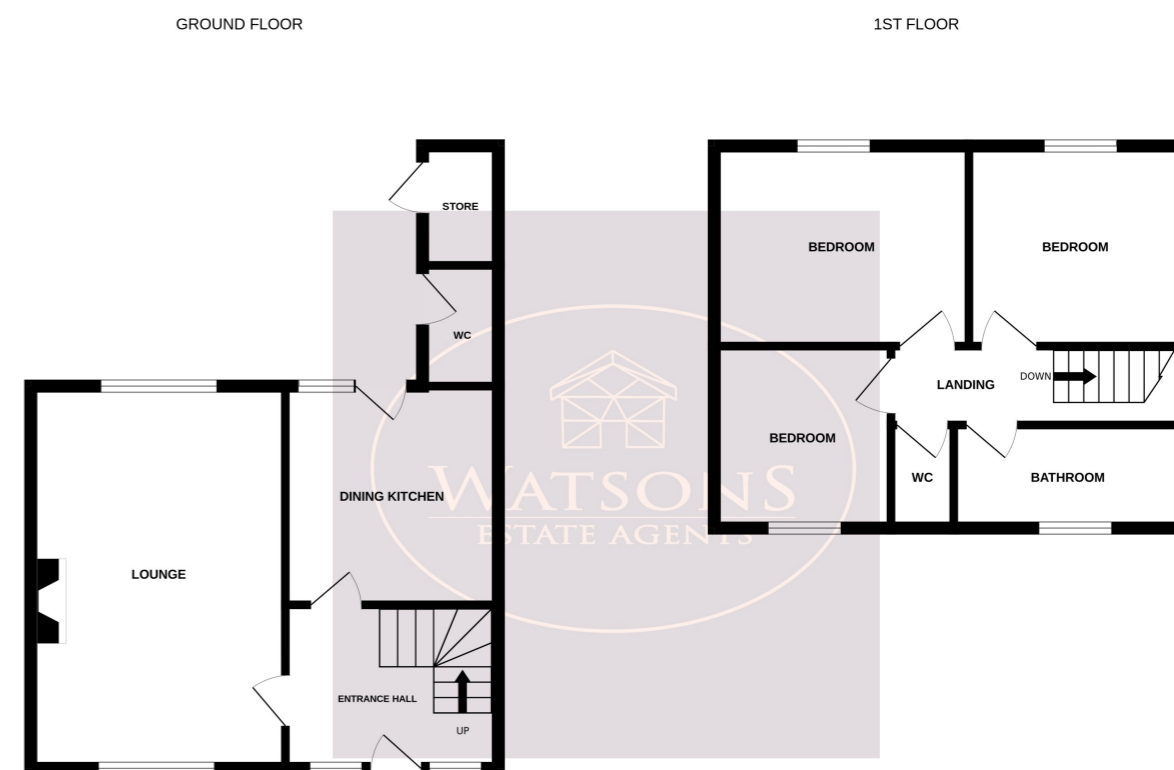 GROUND FLOOR
1ST FLOOR
STORE
WC
DINING KITCHEN
LOUNGE
ENTRANCE HALL
UP
BEDROOM
BEDROOM
LANDING
DOWN
BEDROOM
WC
BATHROOM
WATSONS
ESTATE AGENTS